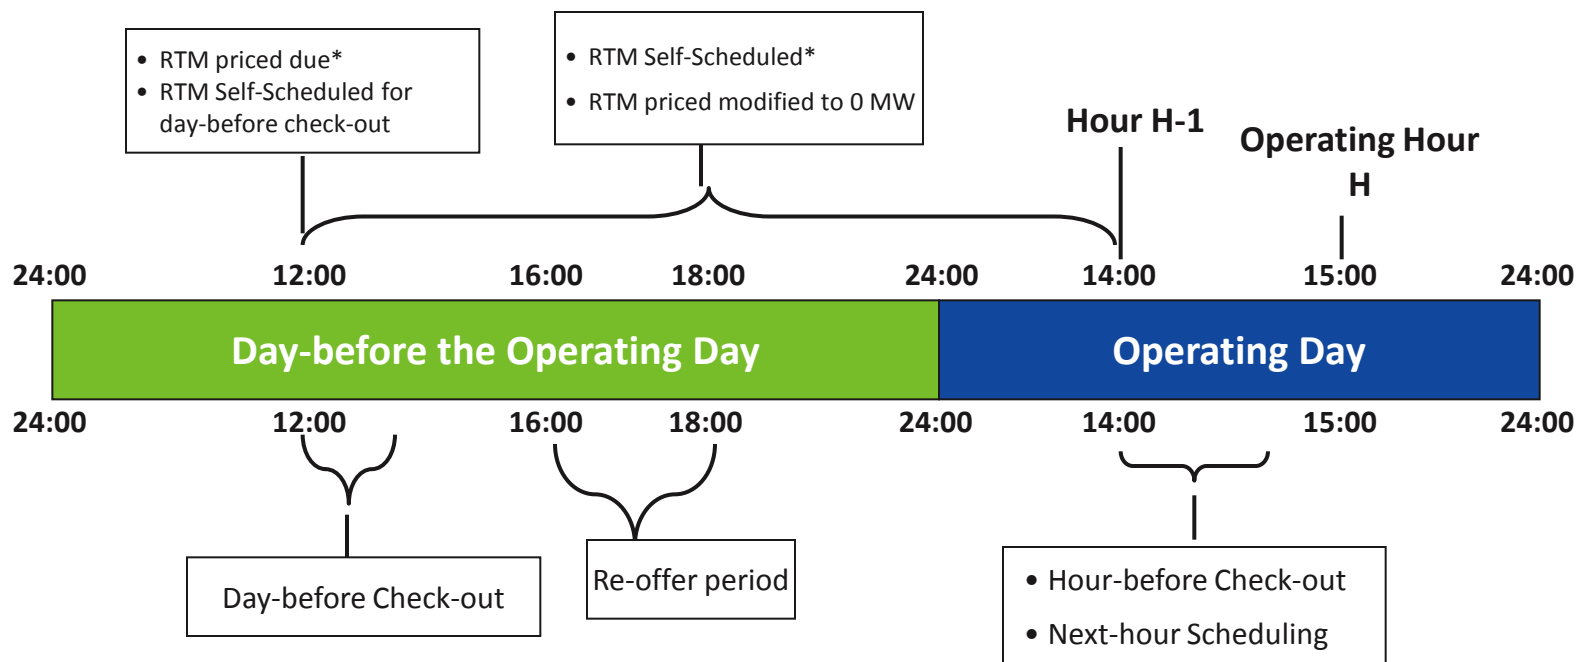 • RTM priced due*
• RTM Self-Scheduled for
day-before check-out
• RTM Self-Scheduled*
• RTM priced modified to 0 MW
Hour H-1
Operating Hour
H
24:00 12:00 16:00 18:00 24:00 14:00 15:00 24:00
Day-before the Operating Day Operating Day
24:00 12:00 16:00 18:00 24:00 14:00 15:00 24:00
Day-before Check-out
Re-offer period
• Hour-before Check-out
• Next-hour Scheduling